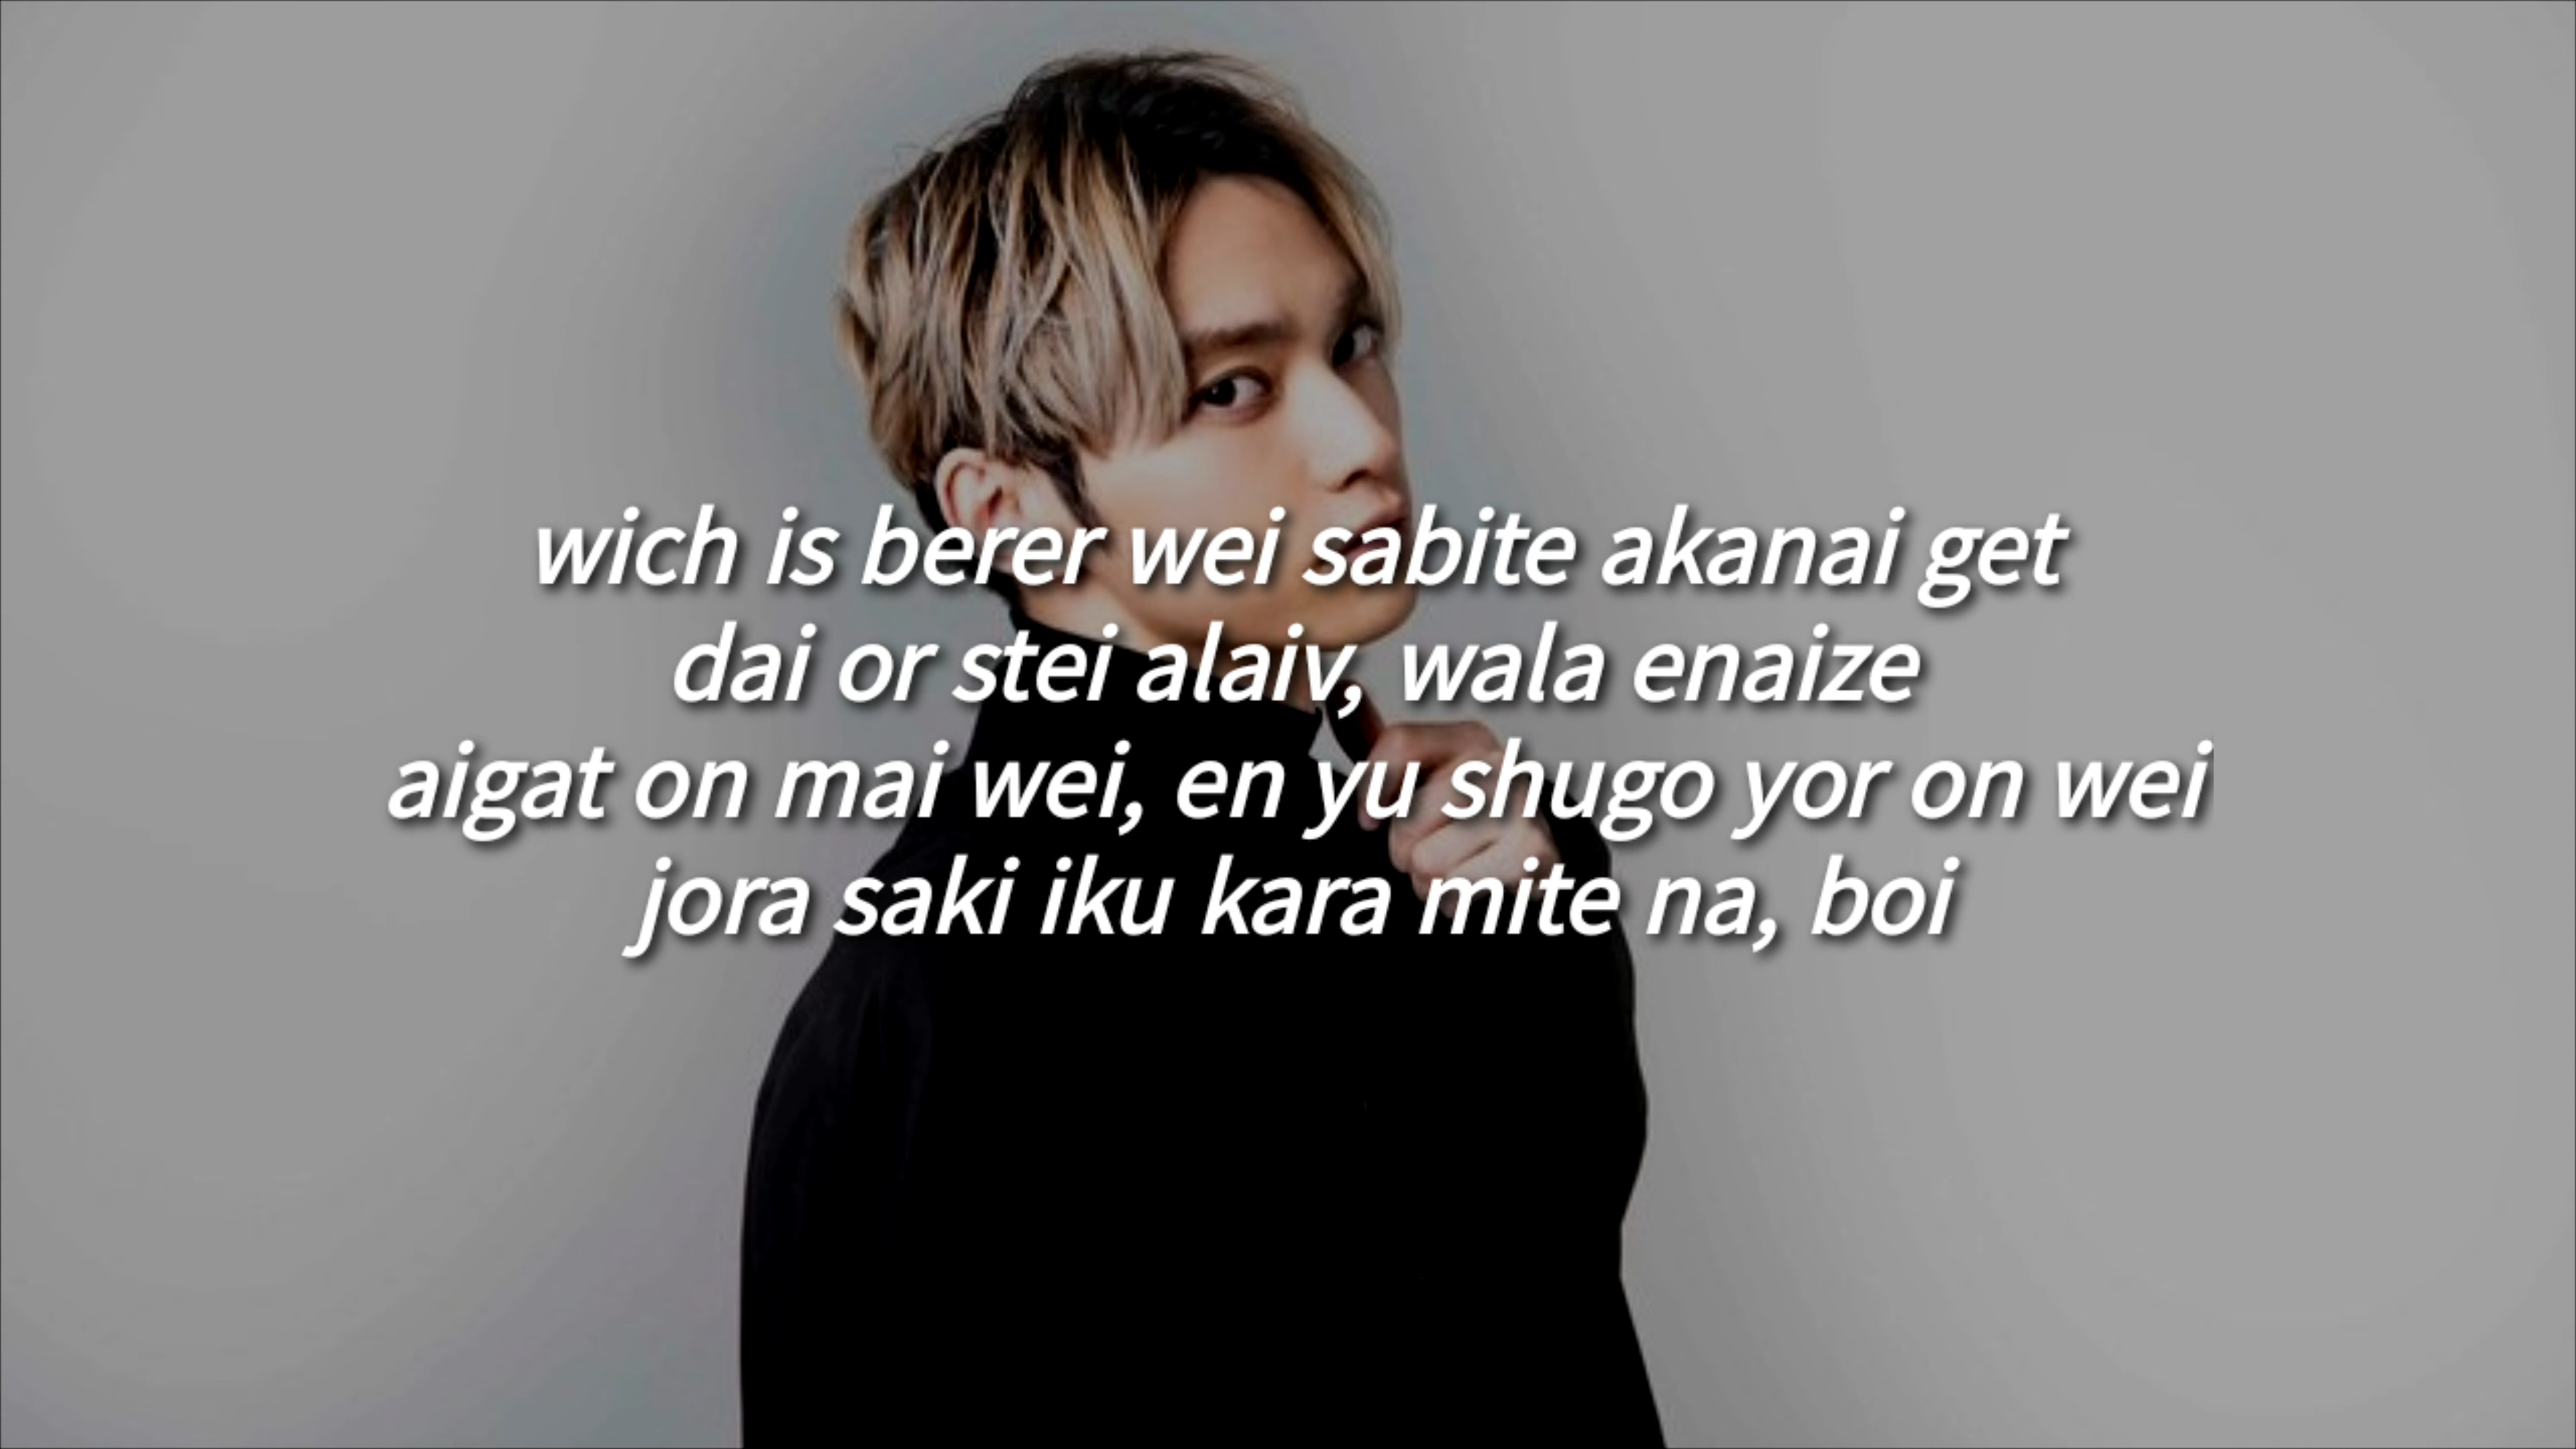 wich is berer wei sabite akanai get
dai or stei alaiv, wala enaize
aigat on mai wei, en yu shugo yor on wei
jora saki iku kara mite na, boi